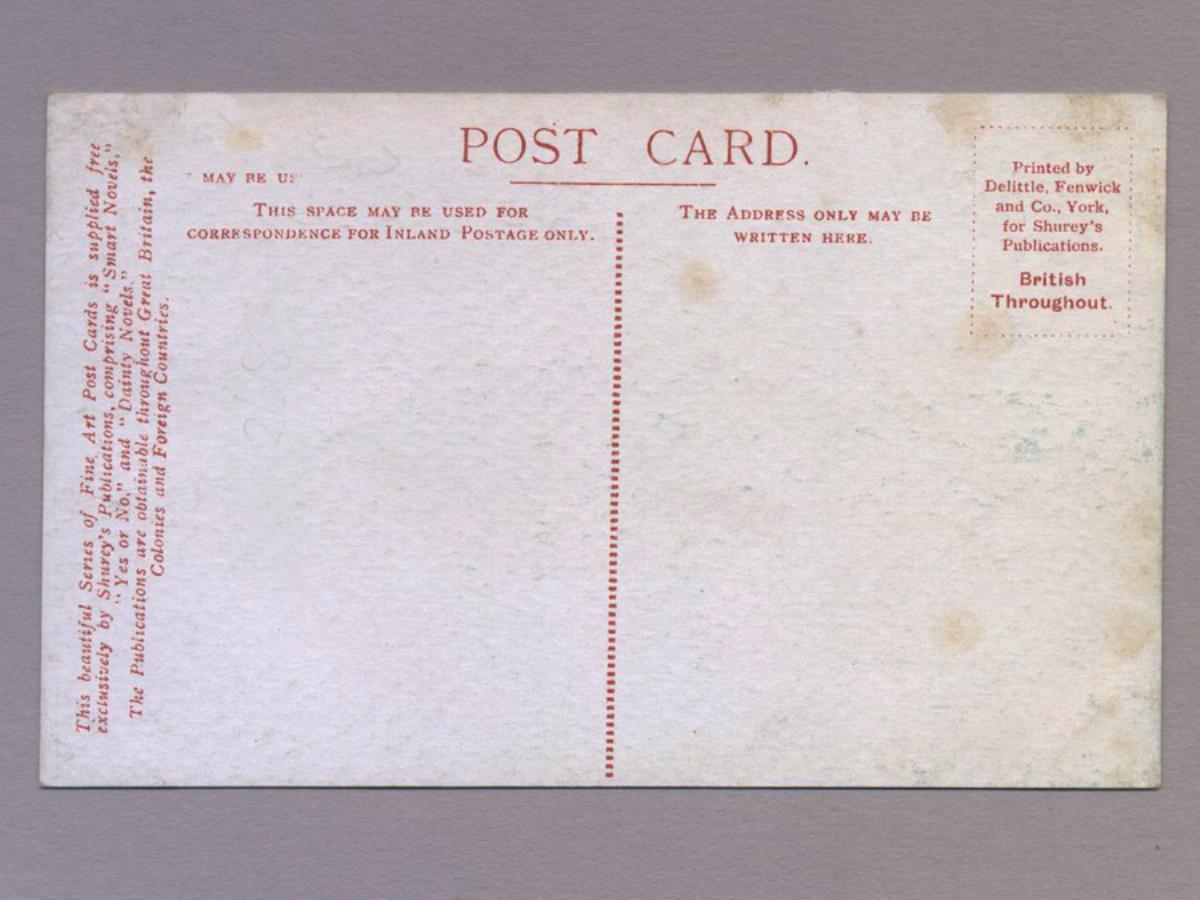 POST CARD.
MAY BE US
THIS SPACE MAY BE USED FOR
CORRESPONDENCE FOR INLAND POSTAGE ONLY.
THE ADDRESS ONLY MAY BE
WRITTEN HERE.
Printed by
Delittle, Fenwick
and Co., York,
for Shurey's
Publications.
British
Throughout.
This beautiful Series of Fine Art Post Cards is supplied free
exclusively by Shurey's Publications, comprising "Smart Novels,"
"Yes or No," and "Dainty Novels."
The Publications are obtainable throughout Great Britain, the
Colonies and Foreign Countries.